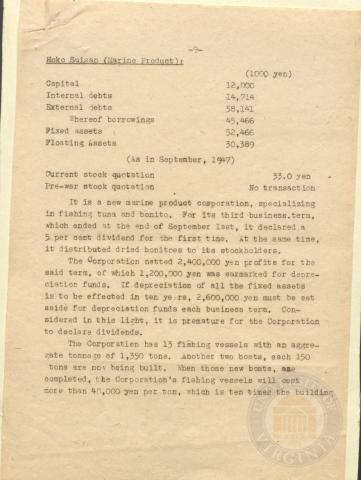 -9-
Hoko Suisan (Marine Product):
(1000 yen)
Capital 12,000
Internal debts 14,714
External debts 58,141
Whereof borrowings 45,466
Fixed assets 52,466
Floating Assets 30,389
(As in September, 1947)
Current stock quotation 33.0 yen
Pre-war stock quotation No transaction
It is a new marine product corporation, specializing
in fishing tuna and bonito. For its third business term,
which ended at the end of September last, it declared a
5 per cent dividend for the first time. At the same time,
it distributed dried bonitoes to its stockholders.
The Corporation netted 2,400,000 yen profits for the
said term, of which 1,200,000 yen was earmarked for depre-
ciation funds. If depreciation of all the fixed assets
is to be effected in ten years, 2,600,000 yen must be set
aside for depreciation funds each business term. Con-
sidered in this light, it is premature for the Corporation
to declare dividends.
The Corporation has 13 fishing vessels with an aggre-
gate tonnage of 1,350 tons. Another two boats, each 150
tons are now being built. When those new boats, are
completed, the Corporation's fishing vessels will cost
more than 40,000 yen per ton, which is ten times the building
UNIVERSITY OF VIRGINIA